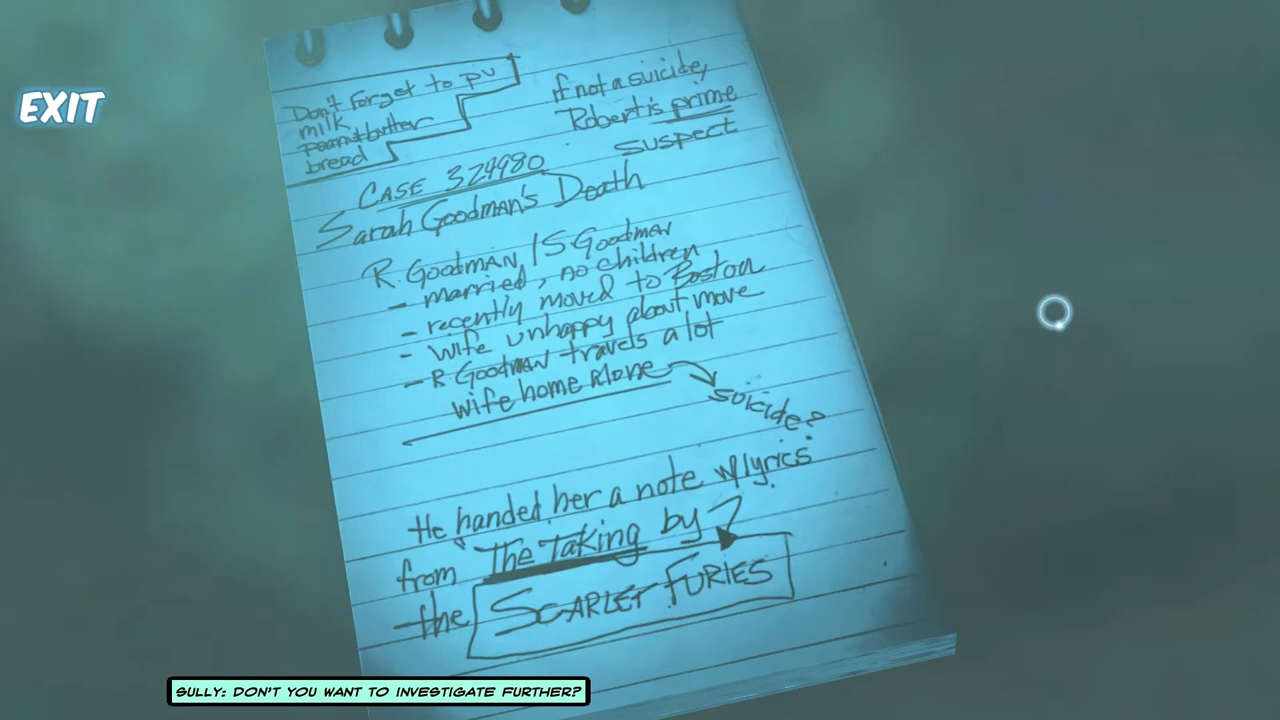 EXIT
Don't forget to pu
milk
peanutbutter
bread
if not a suicide,
Robert is prime
suspect
CASE 324980
Sarah Goodman's Death
R. GOODMAN / S Goodman
- married, no children
- recently moved to Boston
- wife unhappy about move
- R Goodman travels a lot
wife home alone
suicide?
He handed her a note w/lyrics
from "The Taking by ?
the SCARLET FURIES
SULLY: DON'T YOU WANT TO INVESTIGATE FURTHER?